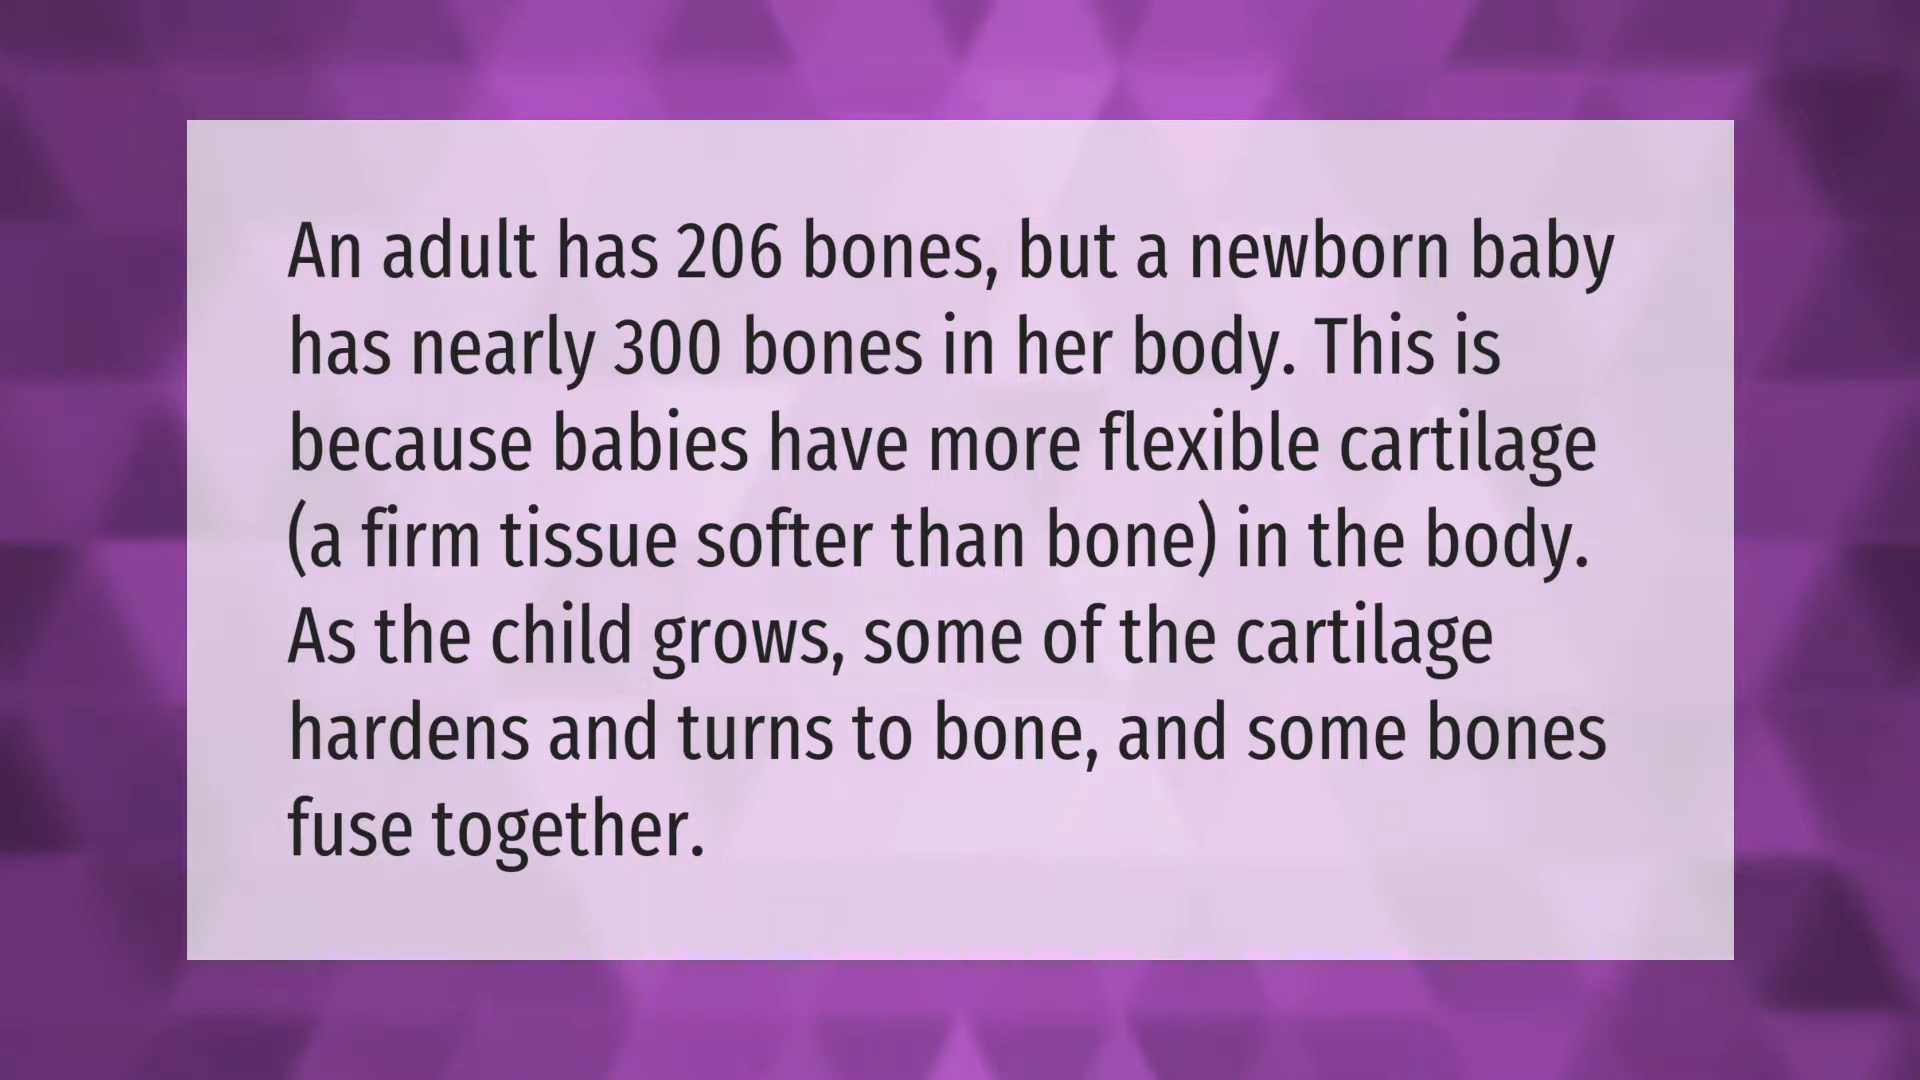 An adult has 206 bones, but a newborn baby
has nearly 300 bones in her body. This is
because babies have more flexible cartilage
(a firm tissue softer than bone) in the body.
As the child grows, some of the cartilage
hardens and turns to bone, and some bones
fuse together.